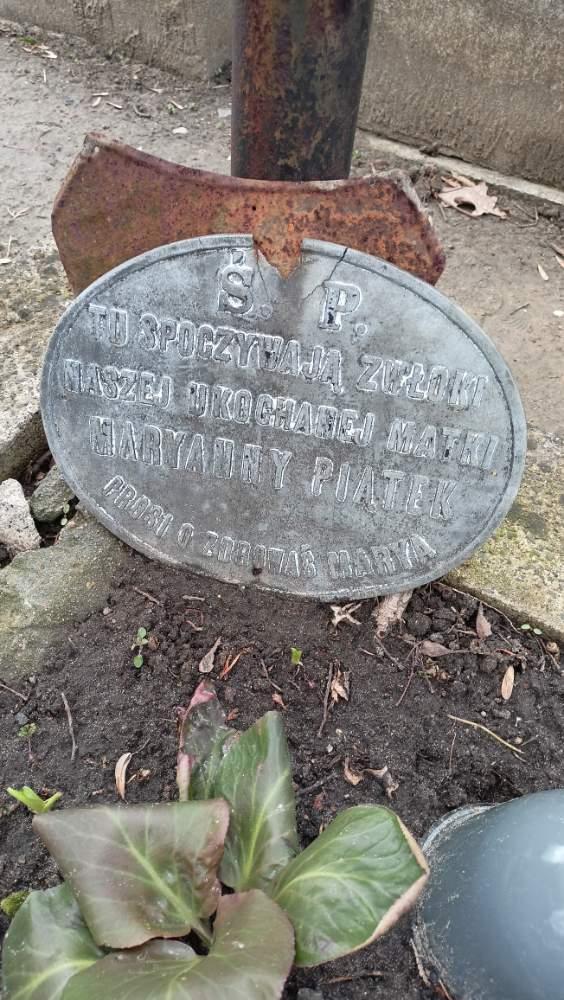 Ś. P.
TU SPOCZYWAJĄ ZWŁOKI
NASZEJ UKOCHANEJ MATKI
MARYANNY PIĄTEK
PROSI O ZDROWAŚ MARYA